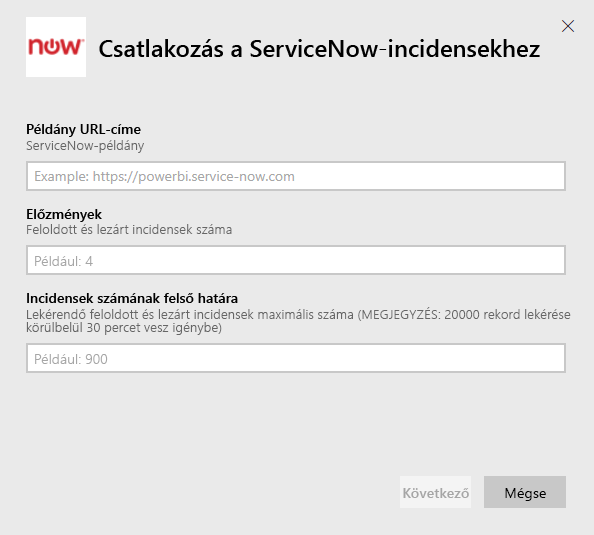 now
Csatlakozás a ServiceNow-incidensekhez
Példány URL-címe
ServiceNow-példány
Example: https://powerbi.service-now.com
Előzmények
Feloldott és lezárt incidensek száma
Például: 4
Incidensek számának felső határa
Lekérendő feloldott és lezárt incidensek maximális száma (MEGJEGYZÉS: 20000 rekord lekérése
körülbelül 30 percet vesz igénybe)
Például: 900
Következő
Mégse